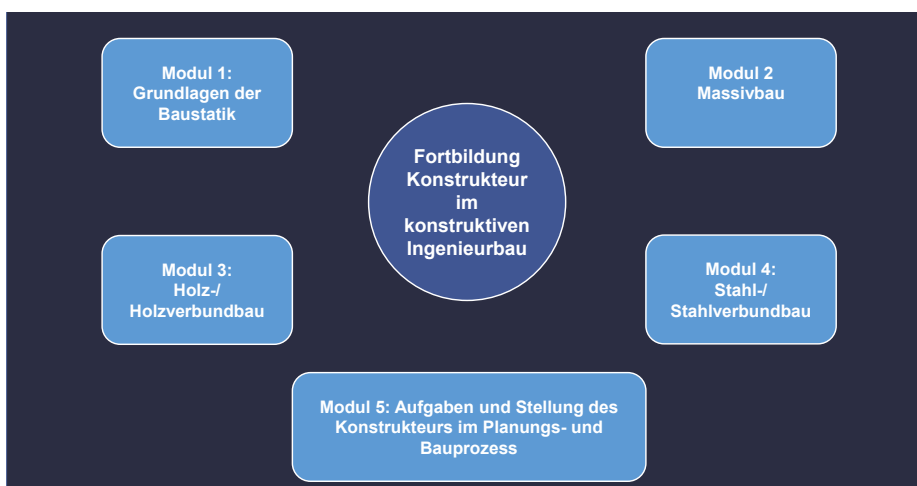 Modul 1:
Grundlagen der
Baustatik
Modul 2
Massivbau
Fortbildung
Konstrukteur
im
konstruktiven
Ingenieurbau
Modul 3:
Holz-/
Holzverbundbau
Modul 4:
Stahl-/
Stahlverbundbau
Modul 5: Aufgaben und Stellung des
Konstrukteurs im Planungs- und
Bauprozess